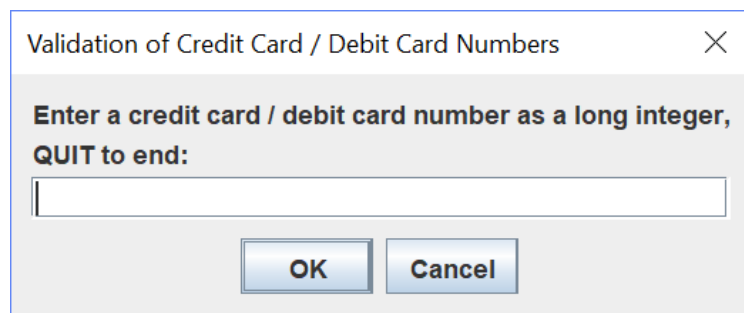 Validation of Credit Card / Debit Card Numbers
Enter a credit card / debit card number as a long integer,
QUIT to end:
OK Cancel